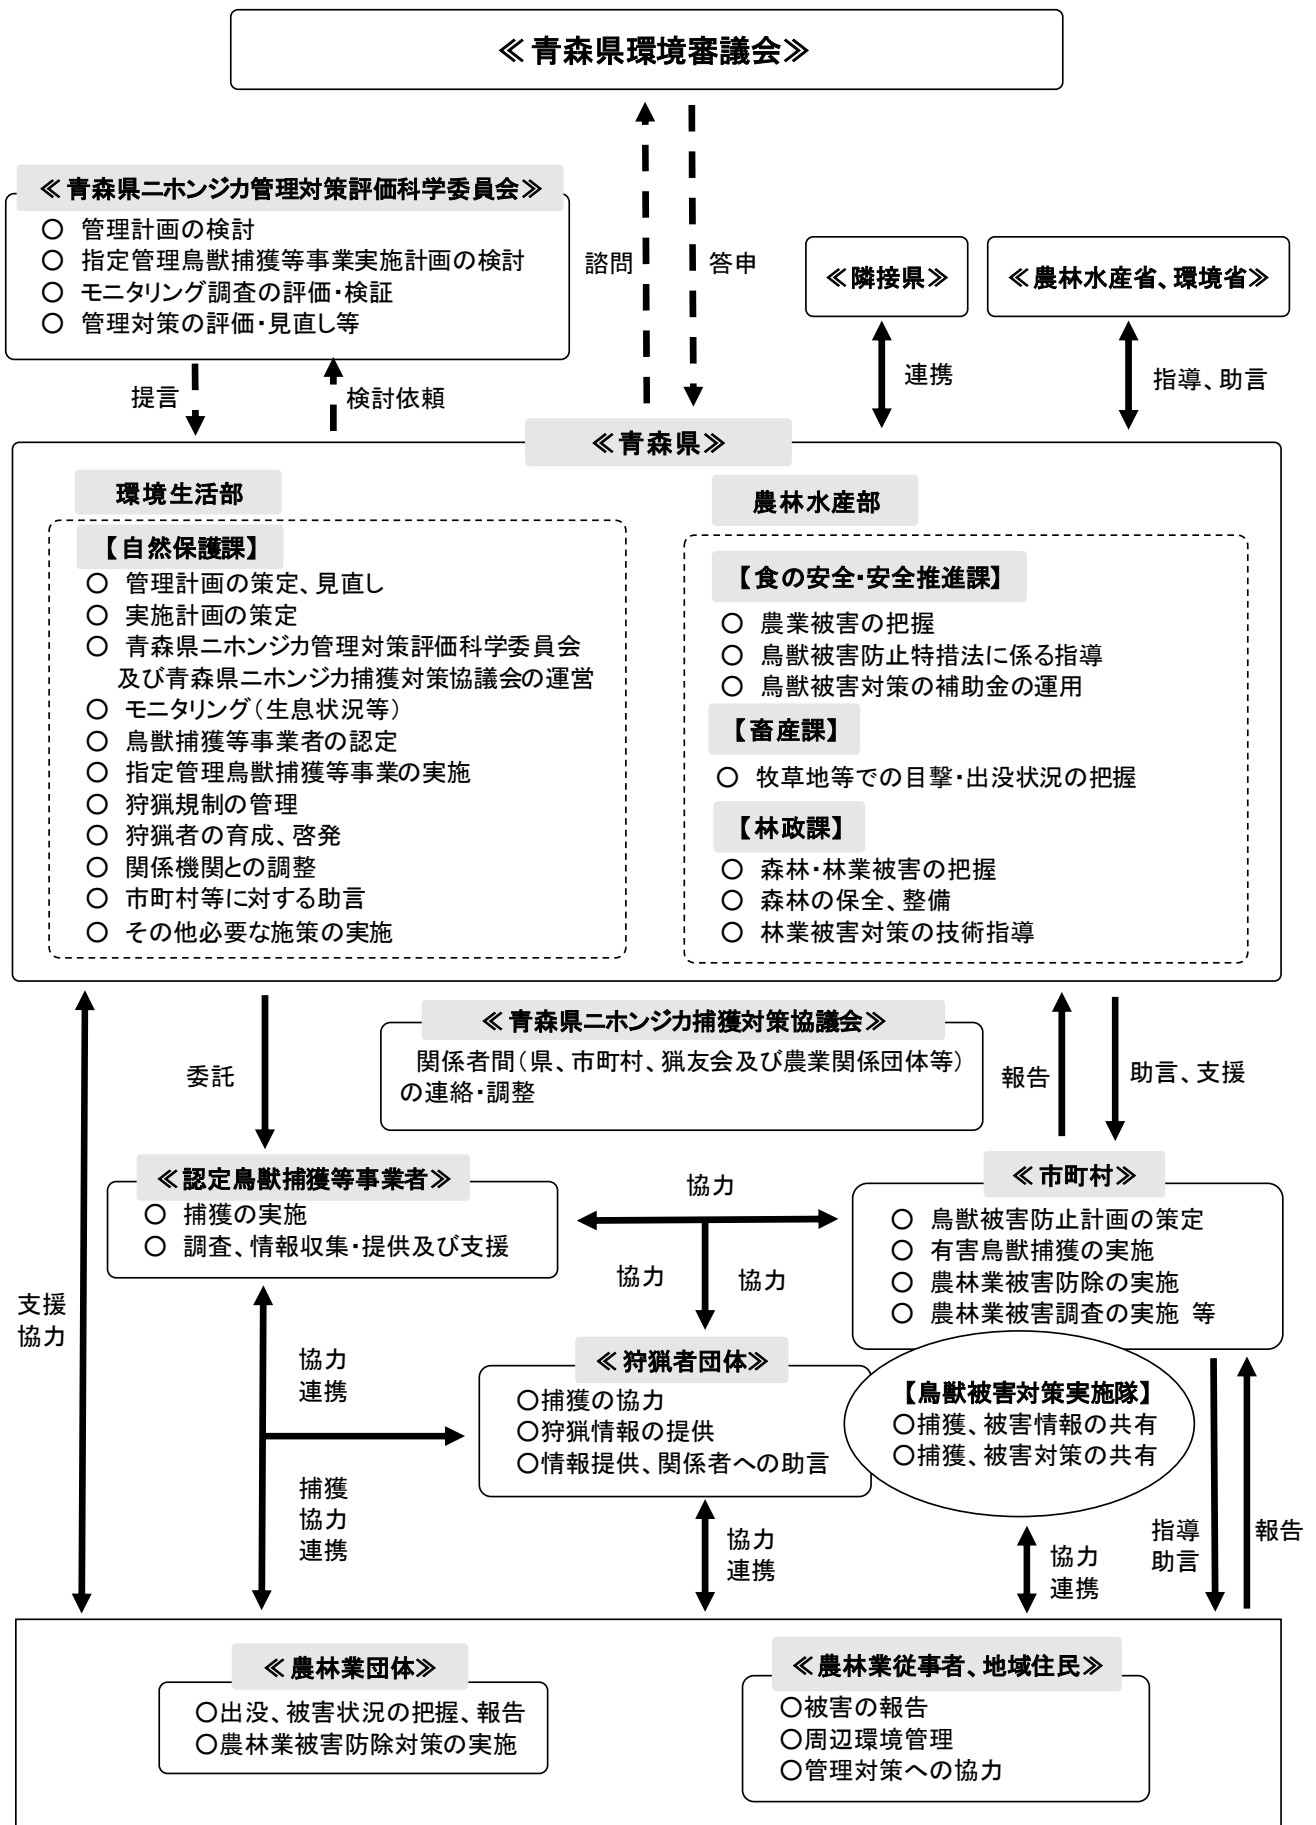 ≪青森県環境審議会≫
≪青森県ニホンジカ管理対策評価科学委員会≫
○ 管理計画の検討
○ 指定管理鳥獣捕獲等事業実施計画の検討
○ モニタリング調査の評価・検証
○ 管理対策の評価・見直し等
諮問
答申
≪隣接県≫
≪農林水産省、環境省≫
提言
検討依頼
連携
指導、助言
≪青森県≫
環境生活部
【自然保護課】
○ 管理計画の策定、見直し
○ 実施計画の策定
○ 青森県ニホンジカ管理対策評価科学委員会
及び青森県ニホンジカ捕獲対策協議会の運営
○ モニタリング（生息状況等）
○ 鳥獣捕獲等事業者の認定
○ 指定管理鳥獣捕獲等事業の実施
○ 狩猟規制の管理
○ 狩猟者の育成、啓発
○ 関係機関との調整
○ 市町村等に対する助言
○ その他必要な施策の実施
農林水産部
【食の安全・安全推進課】
○ 農業被害の把握
○ 鳥獣被害防止特措法に係る指導
○ 鳥獣被害対策の補助金の運用
【畜産課】
○ 牧草地等での目撃・出没状況の把握
【林政課】
○ 森林・林業被害の把握
○ 森林の保全、整備
○ 林業被害対策の技術指導
委託
≪青森県ニホンジカ捕獲対策協議会≫
関係者間（県、市町村、猟友会及び農業関係団体等）
の連絡・調整
報告
助言、支援
≪認定鳥獣捕獲等事業者≫
○ 捕獲の実施
○ 調査、情報収集・提供及び支援
協力
協力
協力
≪市町村≫
○ 鳥獣被害防止計画の策定
○ 有害鳥獣捕獲の実施
○ 農林業被害防除の実施
○ 農林業被害調査の実施 等
支援
協力
協力
連携
≪狩猟者団体≫
○捕獲の協力
○狩猟情報の提供
○情報提供、関係者への助言
【鳥獣被害対策実施隊】
○捕獲、被害情報の共有
○捕獲、被害対策の共有
捕獲
協力
連携
協力
連携
協力
連携
指導
助言
報告
≪農林業団体≫
○出没、被害状況の把握、報告
○農林業被害防除対策の実施
≪農林業従事者、地域住民≫
○被害の報告
○周辺環境管理
○管理対策への協力